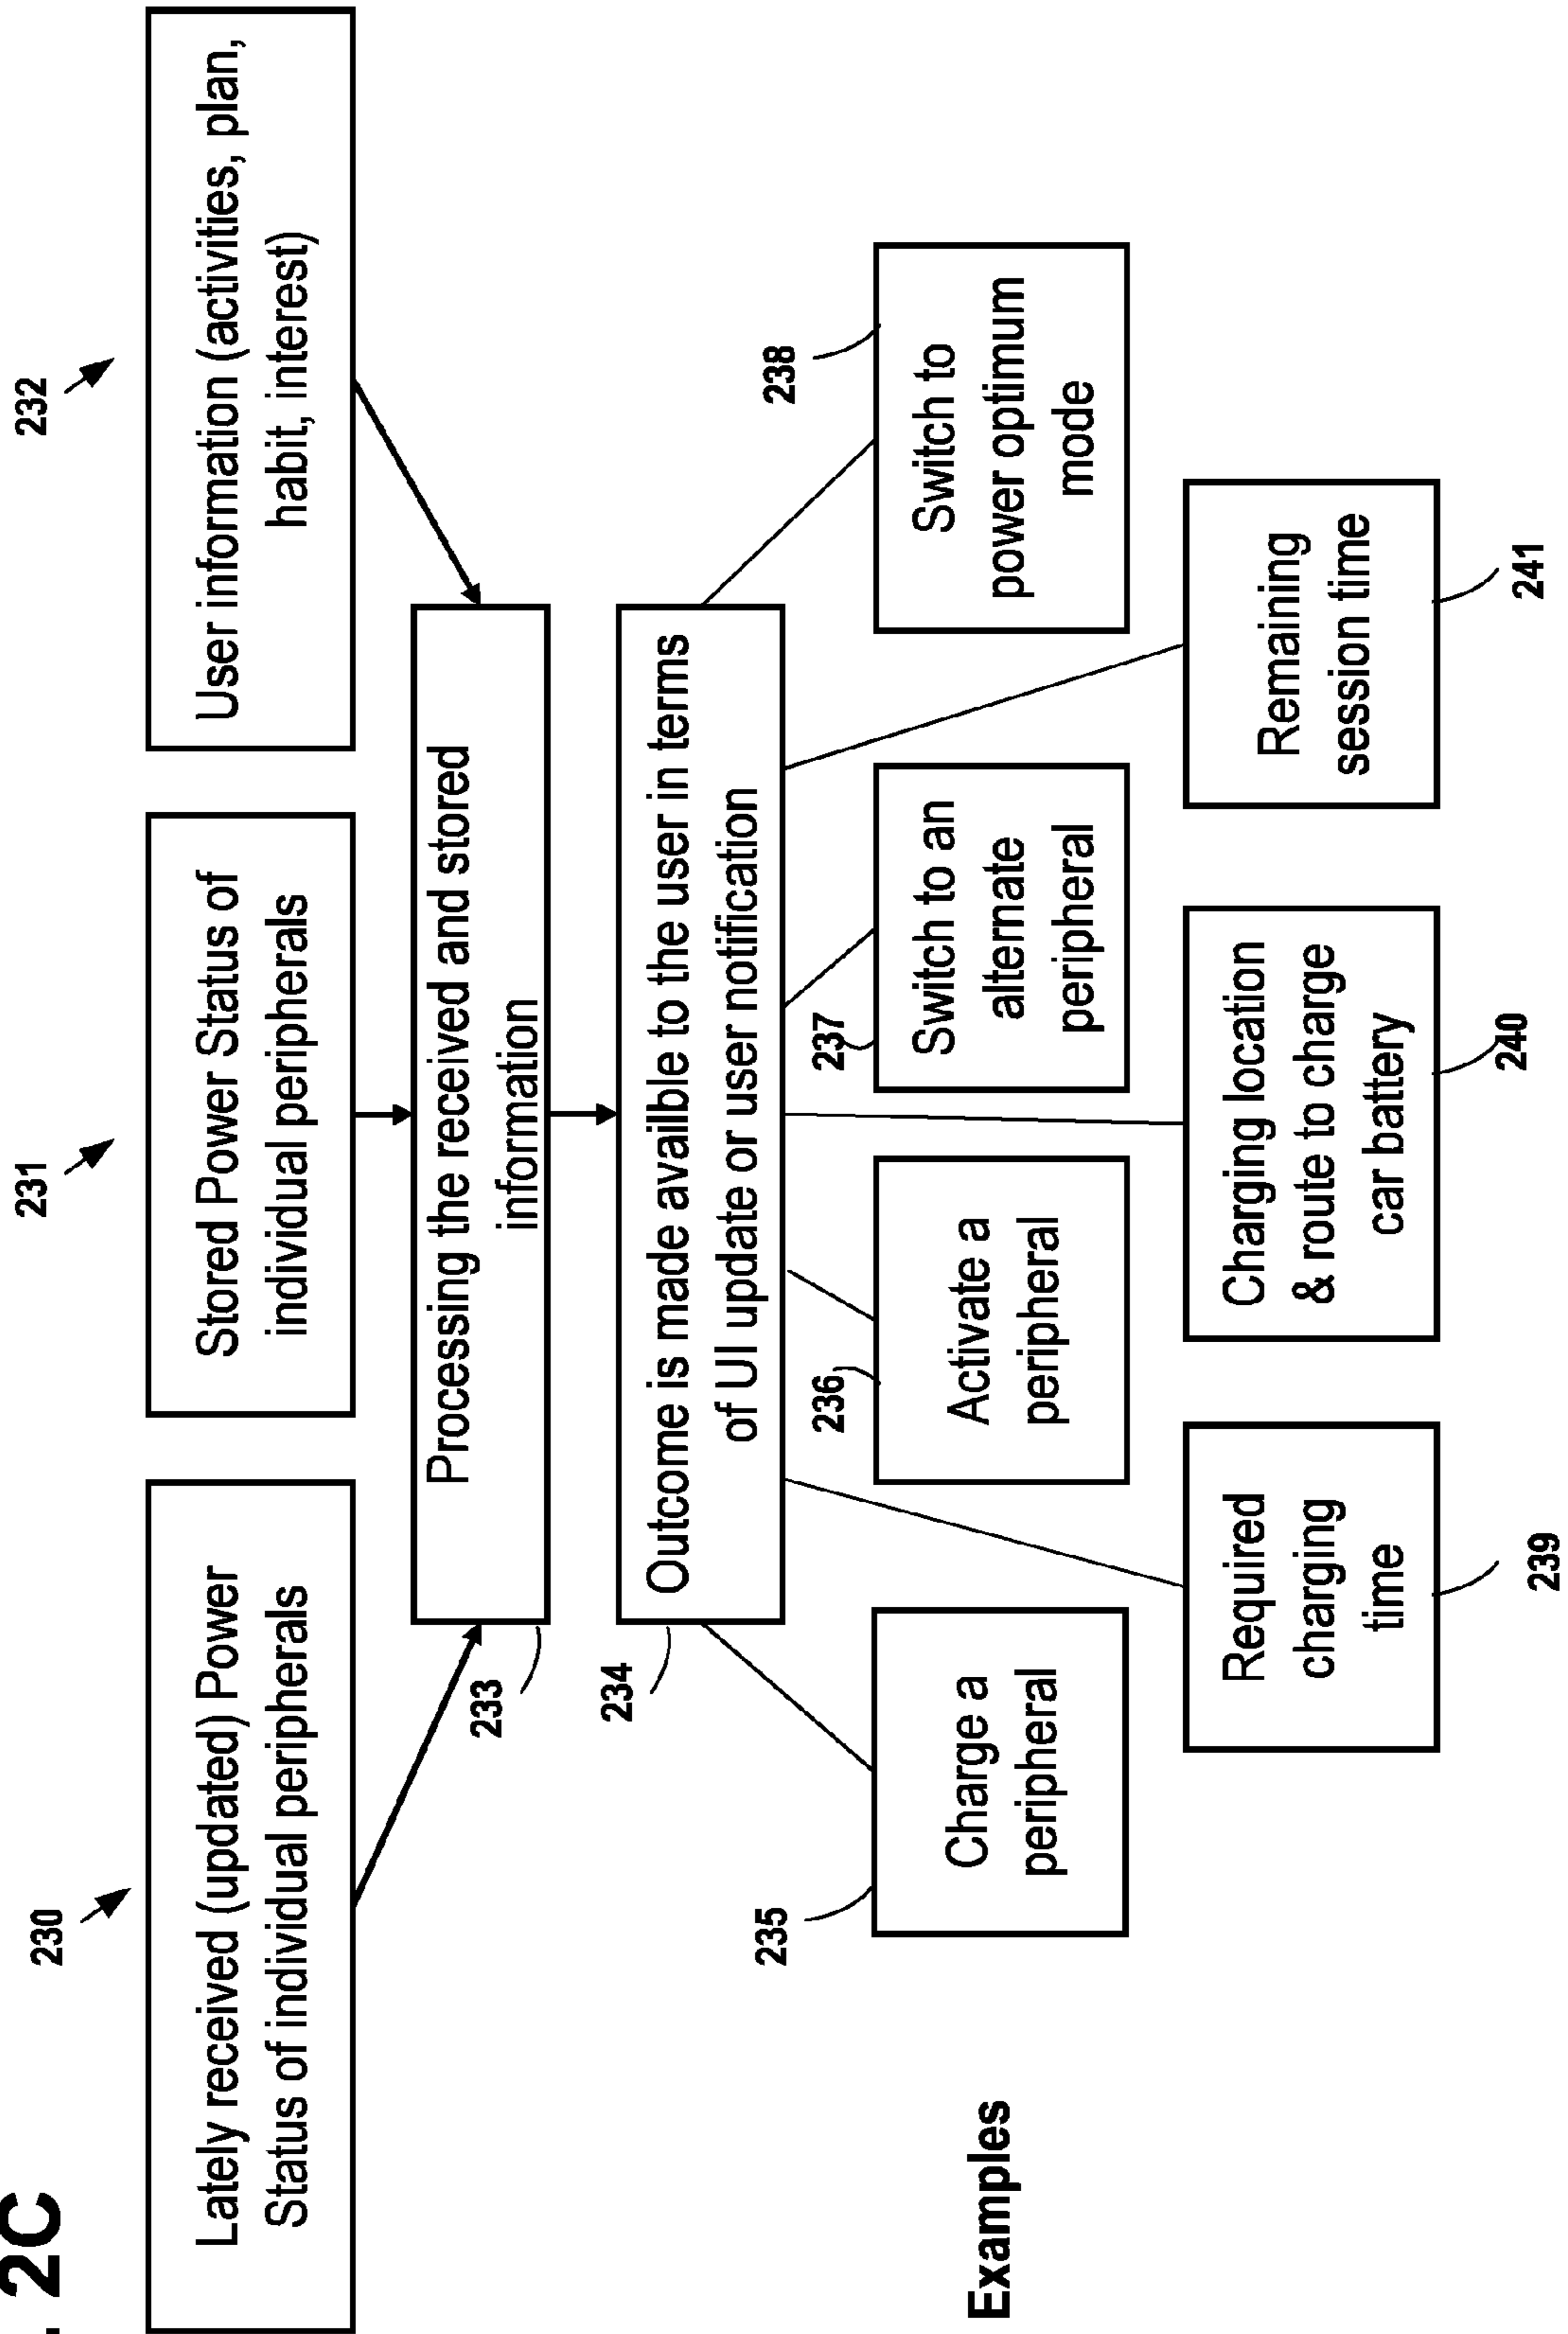 . 2C
230
231
232
Lately received (updated) Power
Status of individual peripherals
Stored Power Status of
individual peripherals
User information (activities, plan,
habit, interest)
Processing the received and stored
information
233
Outcome is made availble to the user in terms
of UI update or user notification
234
Examples
235
Charge a
peripheral
236
Activate a
peripheral
237
Switch to an
alternate
peripheral
238
Switch to
power optimum
mode
Required
charging
time
239
Charging location
& route to charge
car battery
240
Remaining
session time
241